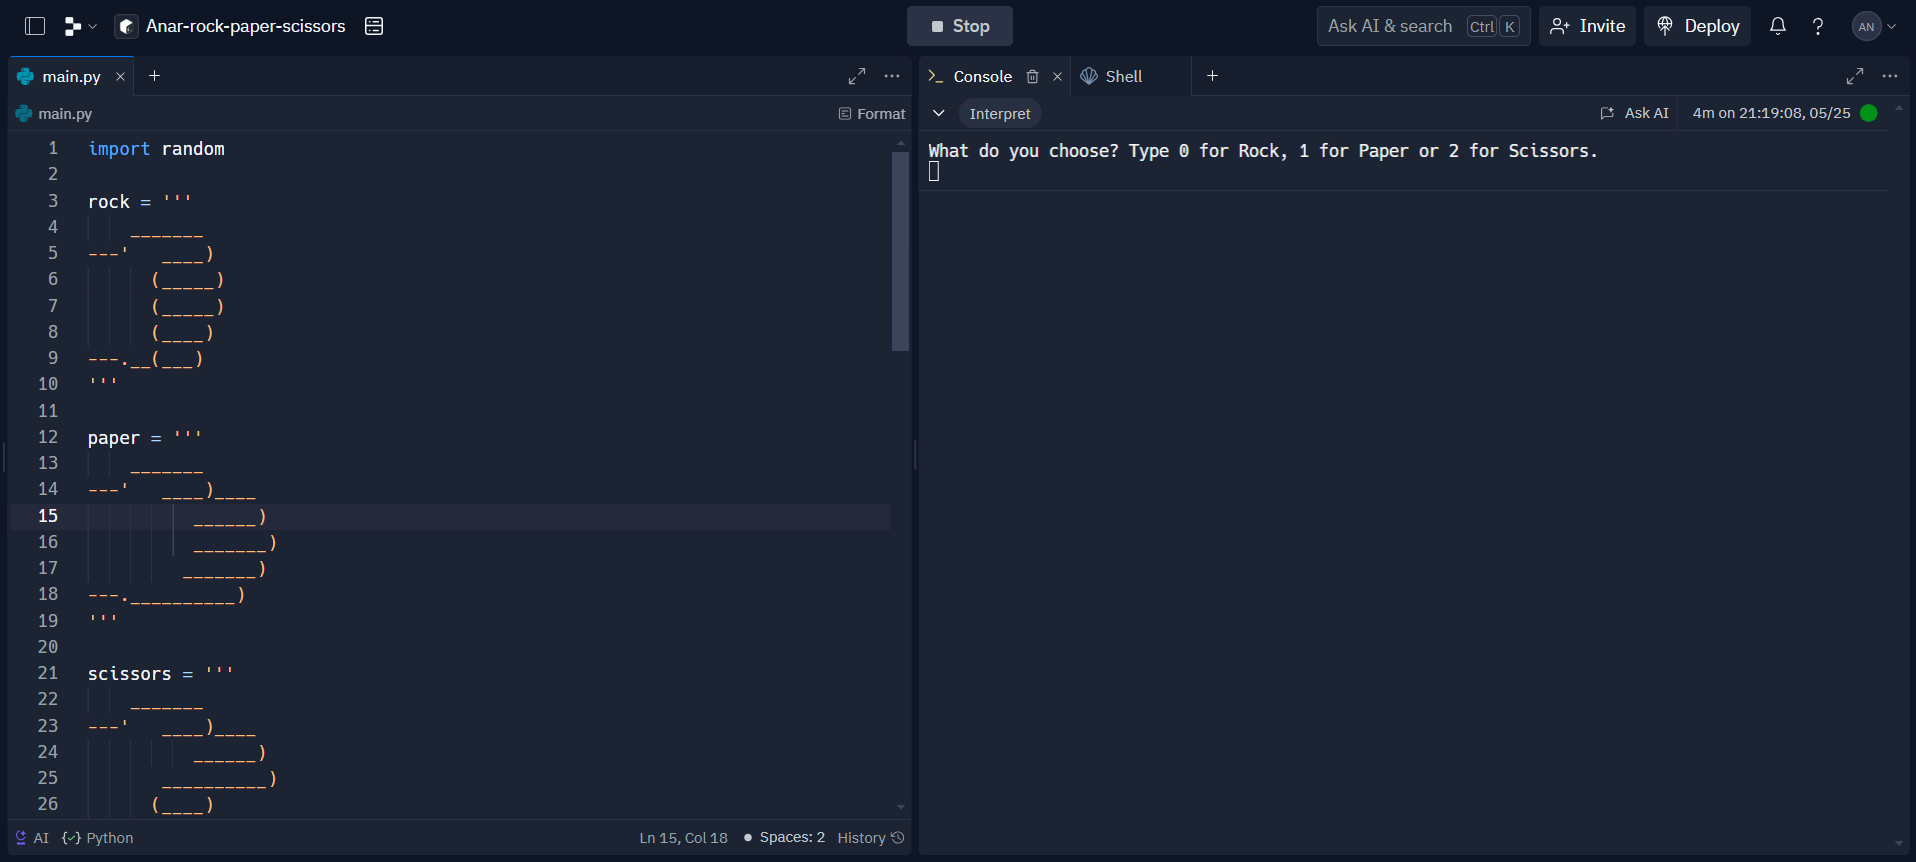 Anar-rock-paper-scissors
Stop
Ask AI & search Ctrl K
Invite
Deploy
AN
main.py
main.py
Format
1 import random
2
3 rock = '''
4     _______
5 ---'   ____)
6       (_____)
7       (_____)
8       (____)
9 ---.__(___)
10 '''
11
12 paper = '''
13     _______
14 ---'   ____)____
15           ______)
16           _______)
17          _______)
18 ---.__________)
19 '''
20
21 scissors = '''
22     _______
23 ---'   ____)____
24           ______)
25        __________)
26       (____)
AI Python
Ln 15, Col 18 Spaces: 2 History
Console
Shell
Interpret
Ask AI 4m on 21:19:08, 05/25
What do you choose? Type 0 for Rock, 1 for Paper or 2 for Scissors.